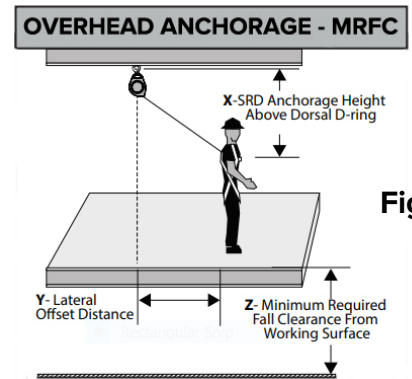 OVERHEAD ANCHORAGE - MRFC
X-SRD Anchorage Height
Above Dorsal D-ring
Fig
Y- Lateral
Offset Distance
Z- Minimum Required
Fall Clearance From
Working Surface